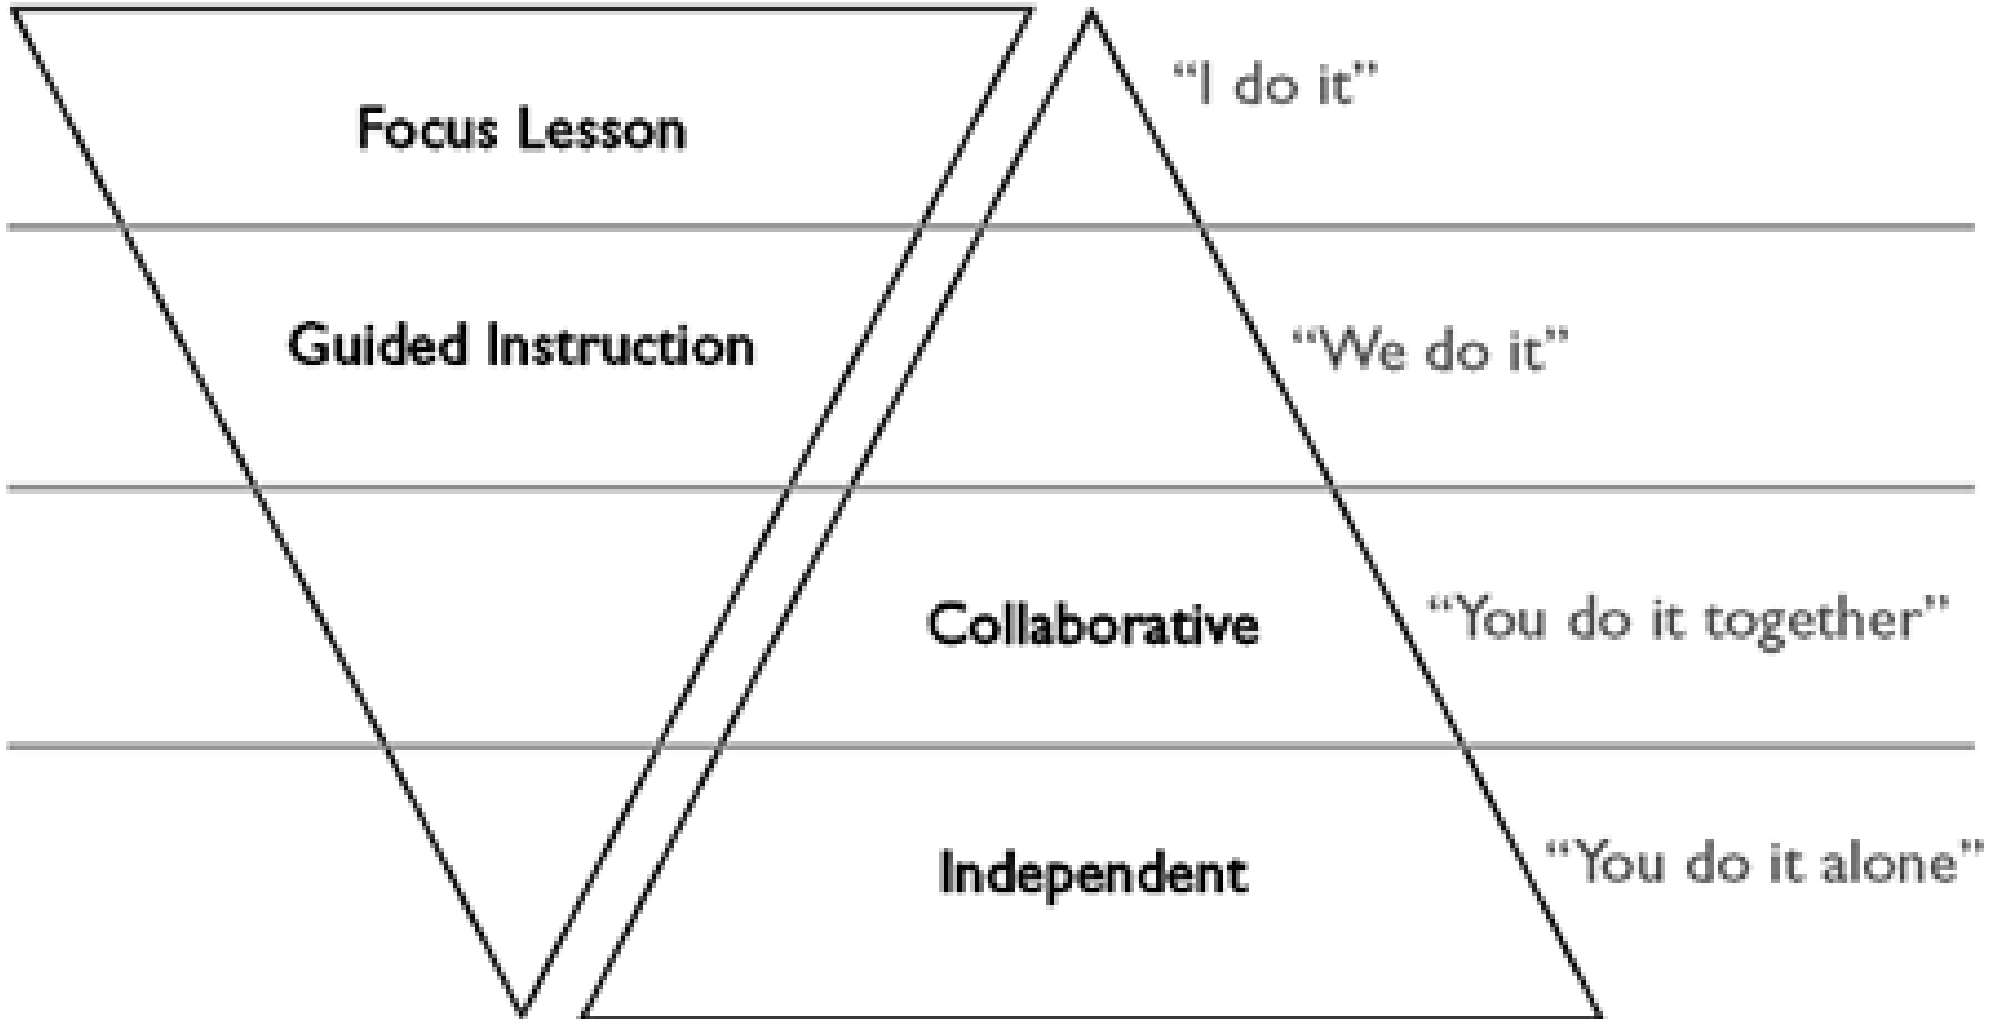 “I do it”
Focus Lesson
Guided Instruction
“We do it”
Collaborative
“You do it together”
Independent
“You do it alone”